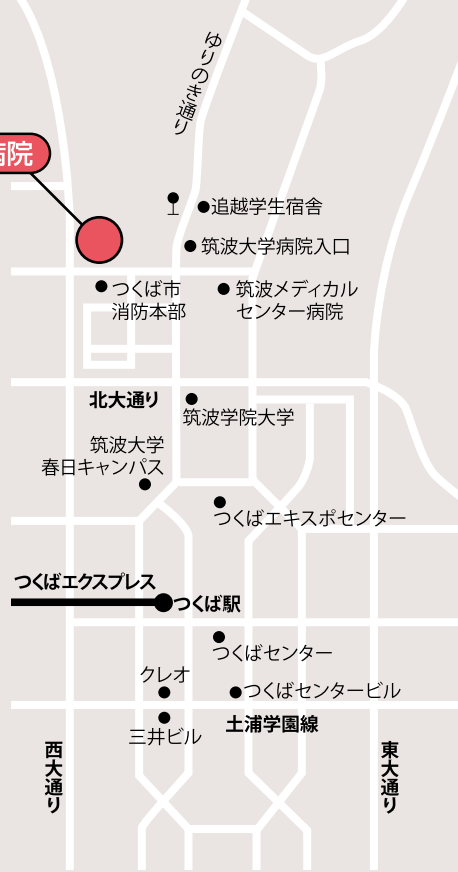 ゆりのき通り
病院
追越学生宿舎
筑波大学病院入口
つくば市
消防本部
筑波メディカル
センター病院
北大通り
筑波学院大学
筑波大学
春日キャンパス
つくばエキスポセンター
つくばエクスプレス
つくば駅
つくばセンター
クレオ
つくばセンタービル
三井ビル
土浦学園線
西大通り
東大通り